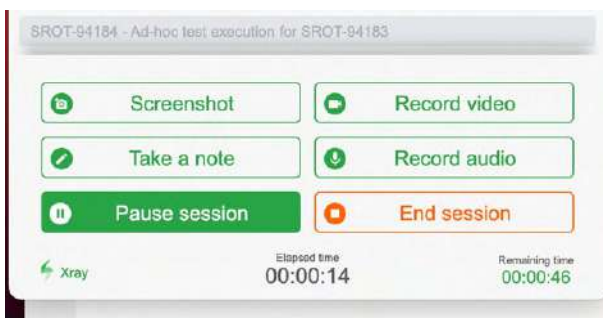 SROT-94184 - Ad-hoc test execution for SROT-94183
Screenshot
Record video
Take a note
Record audio
Pause session
End session
Xray
Elapsed time
00:00:14
Remaining time
00:00:46